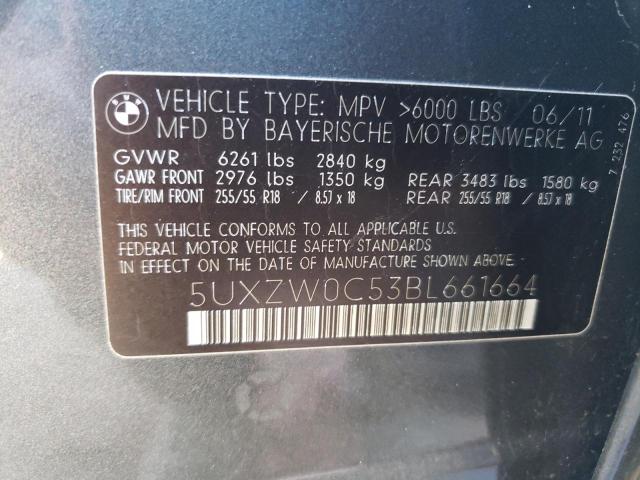 BMW
VEHICLE TYPE: MPV >6000 LBS 06/11
MFD BY BAYERISCHE MOTORENWERKE AG
GVWR 6261 lbs 2840 kg
GAWR FRONT 2976 lbs 1350 kg REAR 3483 lbs 1580 kg
TIRE/RIM FRONT 255/55 R18 / 8.5J x 18 REAR 255/55 R18 / 8.5J x 18
THIS VEHICLE CONFORMS TO ALL APPLICABLE U.S.
FEDERAL MOTOR VEHICLE SAFETY STANDARDS
IN EFFECT ON THE DATE OF MANUFACTURE SHOWN ABOVE.
5UXZW0C53BL661664
7 232 476